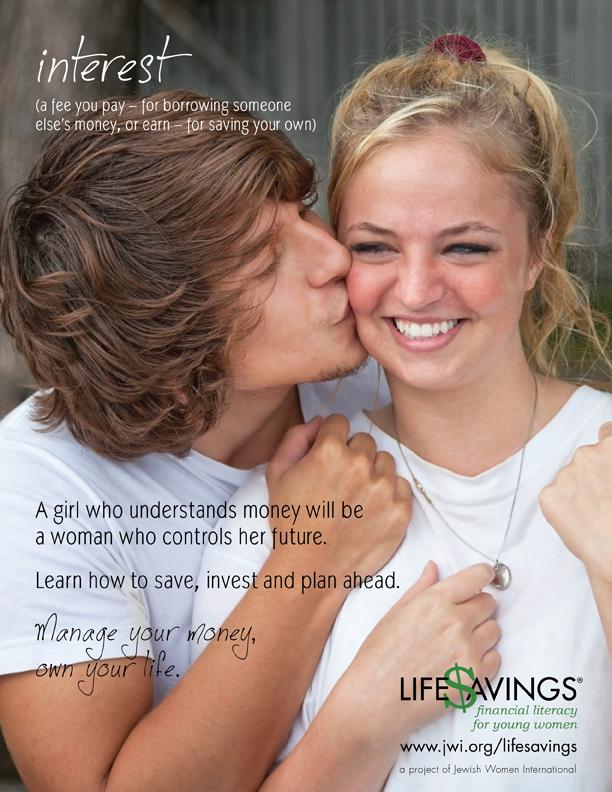 interest
(a fee you pay – for borrowing someone
else's money, or earn – for saving your own)
A girl who understands money will be
a woman who controls her future.
Learn how to save, invest and plan ahead.
Manage your money,
own your life.
LIFE$AVINGS®
financial literacy
for young women
www.jwi.org/lifesavings
a project of Jewish Women International